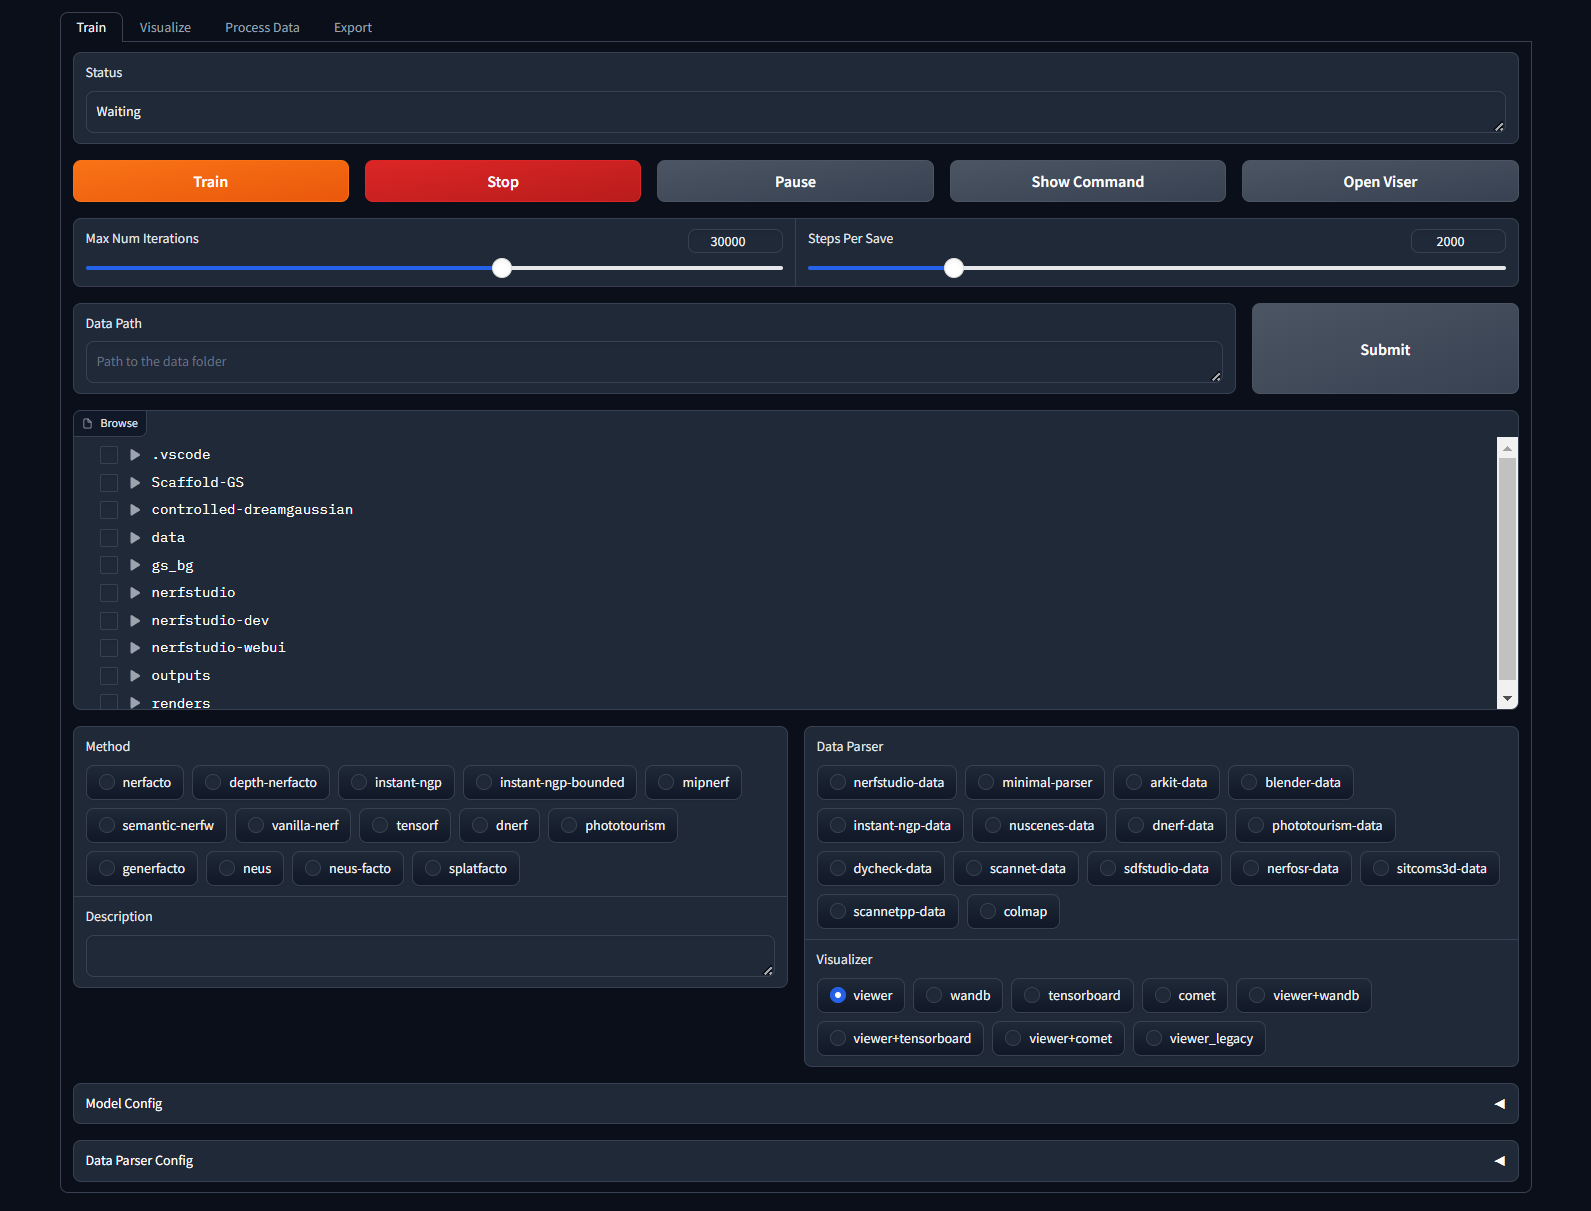 Train Visualize Process Data Export
Status
Waiting
Train Stop Pause Show Command Open Viser
Max Num Iterations 30000 Steps Per Save 2000
Data Path
Path to the data folder
Submit
Browse
.vscode
Scaffold-GS
controlled-dreamgaussian
data
gs_bg
nerfstudio
nerfstudio-dev
nerfstudio-webui
outputs
renders
Method
nerfacto depth-nerfacto instant-ngp instant-ngp-bounded mipnerf
semantic-nerfw vanilla-nerf tensorf dnerf phototourism
generfacto neus neus-facto splatfacto
Description
Data Parser
nerfstudio-data minimal-parser arkit-data blender-data
instant-ngp-data nuscenes-data dnerf-data phototourism-data
dycheck-data scannet-data sdfstudio-data nerfosr-data sitcoms3d-data
scannetpp-data colmap
Visualizer
viewer wandb tensorboard comet viewer+wandb
viewer+tensorboard viewer+comet viewer_legacy
Model Config
Data Parser Config